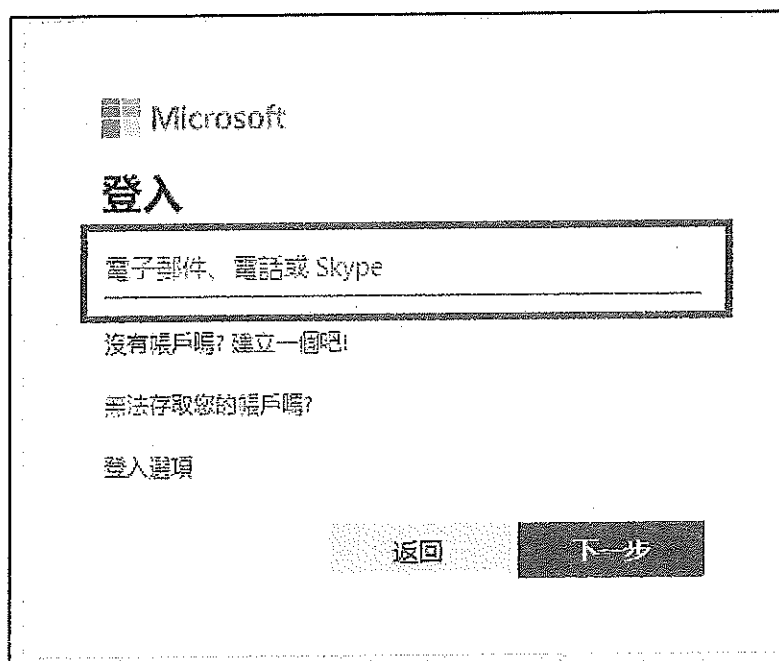 Microsoft
登入
電子郵件、電話或 Skype
沒有帳戶嗎? 建立一個吧!
無法存取您的帳戶嗎?
登入選項
返回 下一步